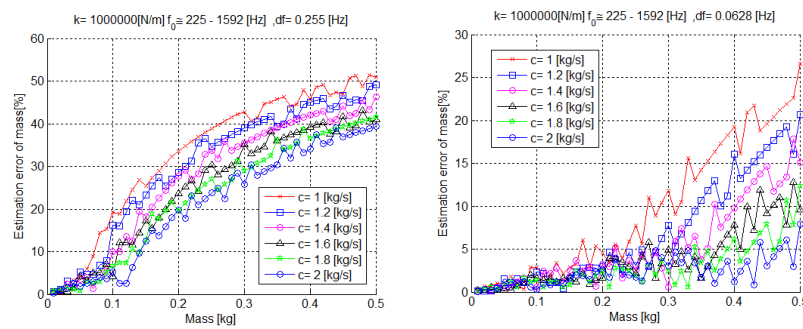 k= 1000000[N/m] f0≅ 225 - 1592 [Hz] ,df= 0.255 [Hz]
Estimation error of mass[%]
60
50
40
30
20
10
0
0
0.1
0.2
0.3
0.4
0.5
Mass [kg]
c= 1 [kg/s]
c= 1.2 [kg/s]
c= 1.4 [kg/s]
c= 1.6 [kg/s]
c= 1.8 [kg/s]
c= 2 [kg/s]
k= 1000000[N/m] f0≅ 225 - 1592 [Hz] ,df= 0.0628 [Hz]
Estimation error of mass[%]
30
25
20
15
10
5
0
0
0.1
0.2
0.3
0.4
0.5
Mass [kg]
c= 1 [kg/s]
c= 1.2 [kg/s]
c= 1.4 [kg/s]
c= 1.6 [kg/s]
c= 1.8 [kg/s]
c= 2 [kg/s]